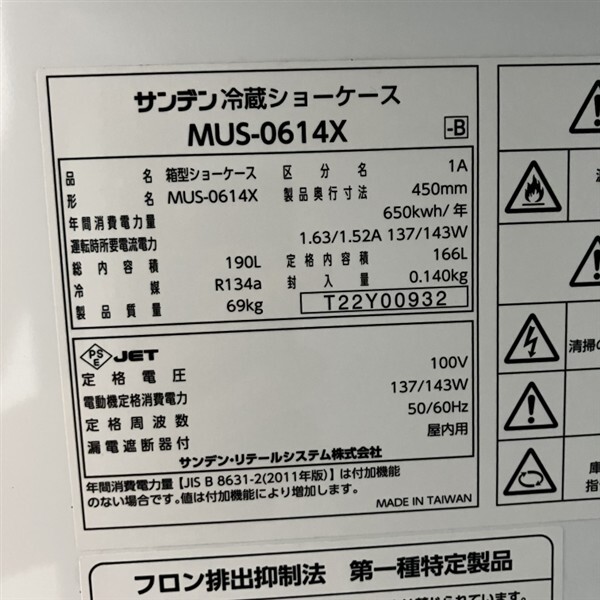 サンデン冷蔵ショーケース
MUS-0614X
-B
品名 箱型ショーケース 区分名 1A
形名 MUS-0614X 製品奥行寸法 450mm
年間消費電力量 650kwh/年
運転時所要電流電力 1.63/1.52A 137/143W
総内容積 190L 定格内容積 166L
冷媒 R134a 封入量 0.140kg
製品質量 69kg T22Y00932
PSE JET
定格電圧 100V
電動機定格消費電力 137/143W
定格周波数 50/60Hz
漏電遮断器付 屋内用
サンデン・リテールシステム株式会社
年間消費電力量【JIS B 8631-2(2011年版)】は付加機能
のない場合です。値は付加機能により増加します。
MADE IN TAIWAN
フロン排出抑制法 第一種特定製品
清掃の
庫
指